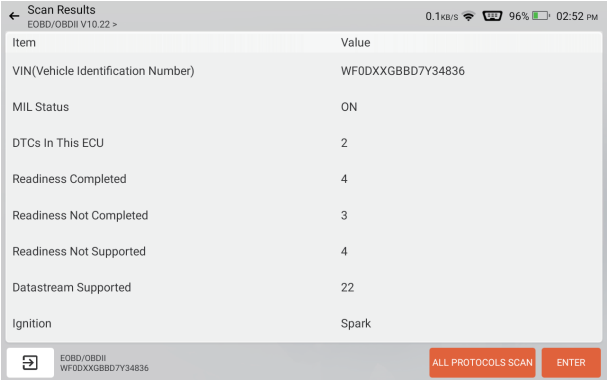 Scan Results
EOBD/OBDII V10.22 >
0.1KB/S 96% 02:52 PM
Item Value
VIN(Vehicle Identification Number) WF0DXXGBBD7Y34836
MIL Status ON
DTCs In This ECU 2
Readiness Completed 4
Readiness Not Completed 3
Readiness Not Supported 4
Datastream Supported 22
Ignition Spark
EOBD/OBDII
WF0DXXGBBD7Y34836
ALL PROTOCOLS SCAN ENTER